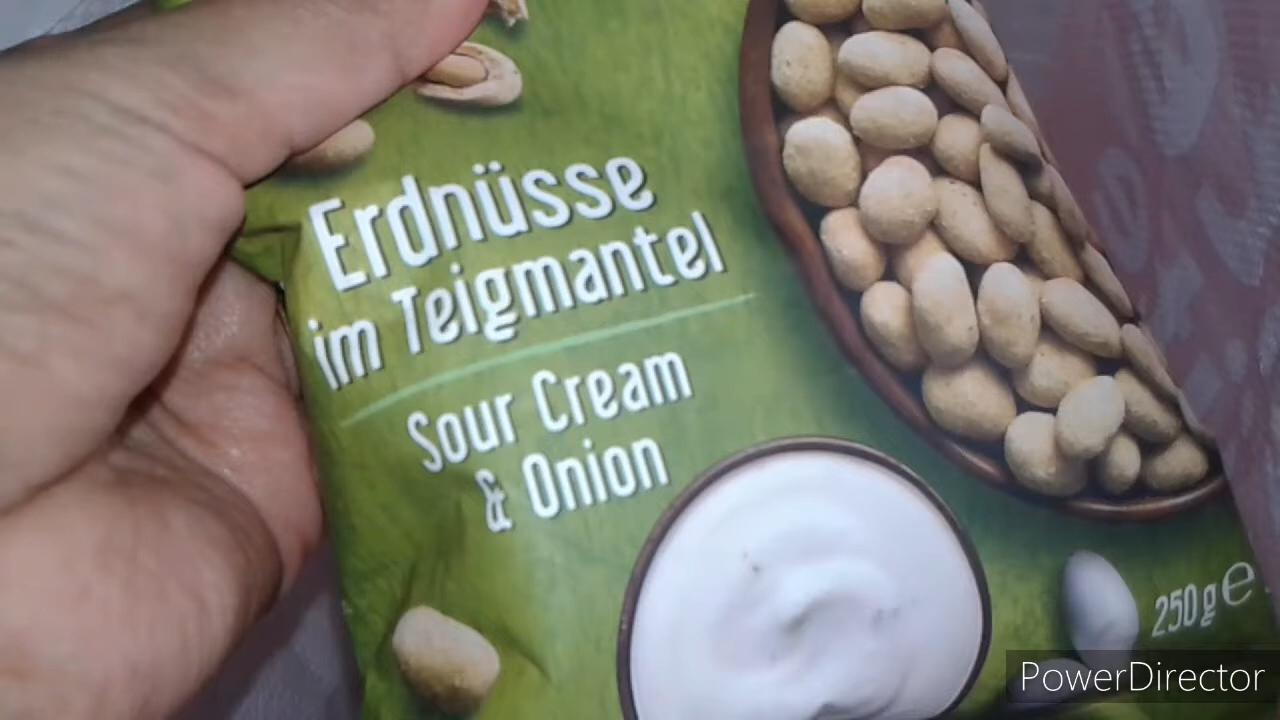 Erdnüsse
im Teigmantel
Sour Cream
& Onion
250 g e
PowerDirector